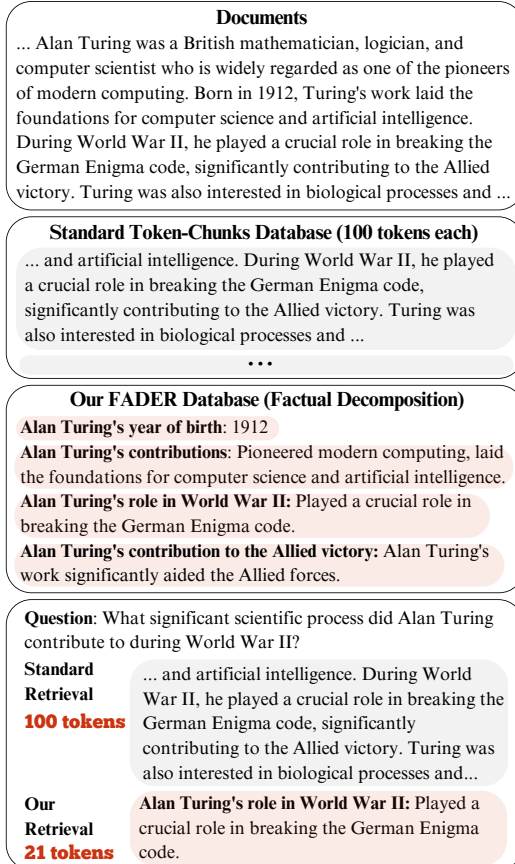 Documents
... Alan Turing was a British mathematician, logician, and
computer scientist who is widely regarded as one of the pioneers
of modern computing. Born in 1912, Turing's work laid the
foundations for computer science and artificial intelligence.
During World War II, he played a crucial role in breaking the
German Enigma code, significantly contributing to the Allied
victory. Turing was also interested in biological processes and ...
Standard Token-Chunks Database (100 tokens each)
... and artificial intelligence. During World War II, he played
a crucial role in breaking the German Enigma code,
significantly contributing to the Allied victory. Turing was
also interested in biological processes and ...
...
Our FADER Database (Factual Decomposition)
Alan Turing's year of birth: 1912
Alan Turing's contributions: Pioneered modern computing, laid
the foundations for computer science and artificial intelligence.
Alan Turing's role in World War II: Played a crucial role in
breaking the German Enigma code.
Alan Turing's contribution to the Allied victory: Alan Turing's
work significantly aided the Allied forces.
Question: What significant scientific process did Alan Turing
contribute to during World War II?
Standard
Retrieval
100 tokens
... and artificial intelligence. During World
War II, he played a crucial role in breaking the
German Enigma code, significantly
contributing to the Allied victory. Turing was
also interested in biological processes and...
Our
Retrieval
21 tokens
Alan Turing's role in World War II: Played a
crucial role in breaking the German Enigma
code.